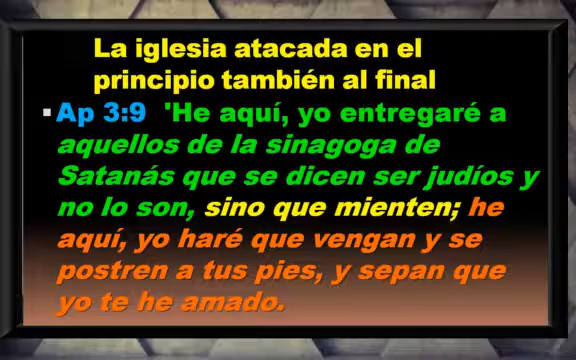 La iglesia atacada en el
principio también al final
▪Ap 3:9 'He aquí, yo entregaré a
aquellos de la sinagoga de
Satanás que se dicen ser judíos y
no lo son, sino que mienten; he
aquí, yo haré que vengan y se
postren a tus pies, y sepan que
yo te he amado.